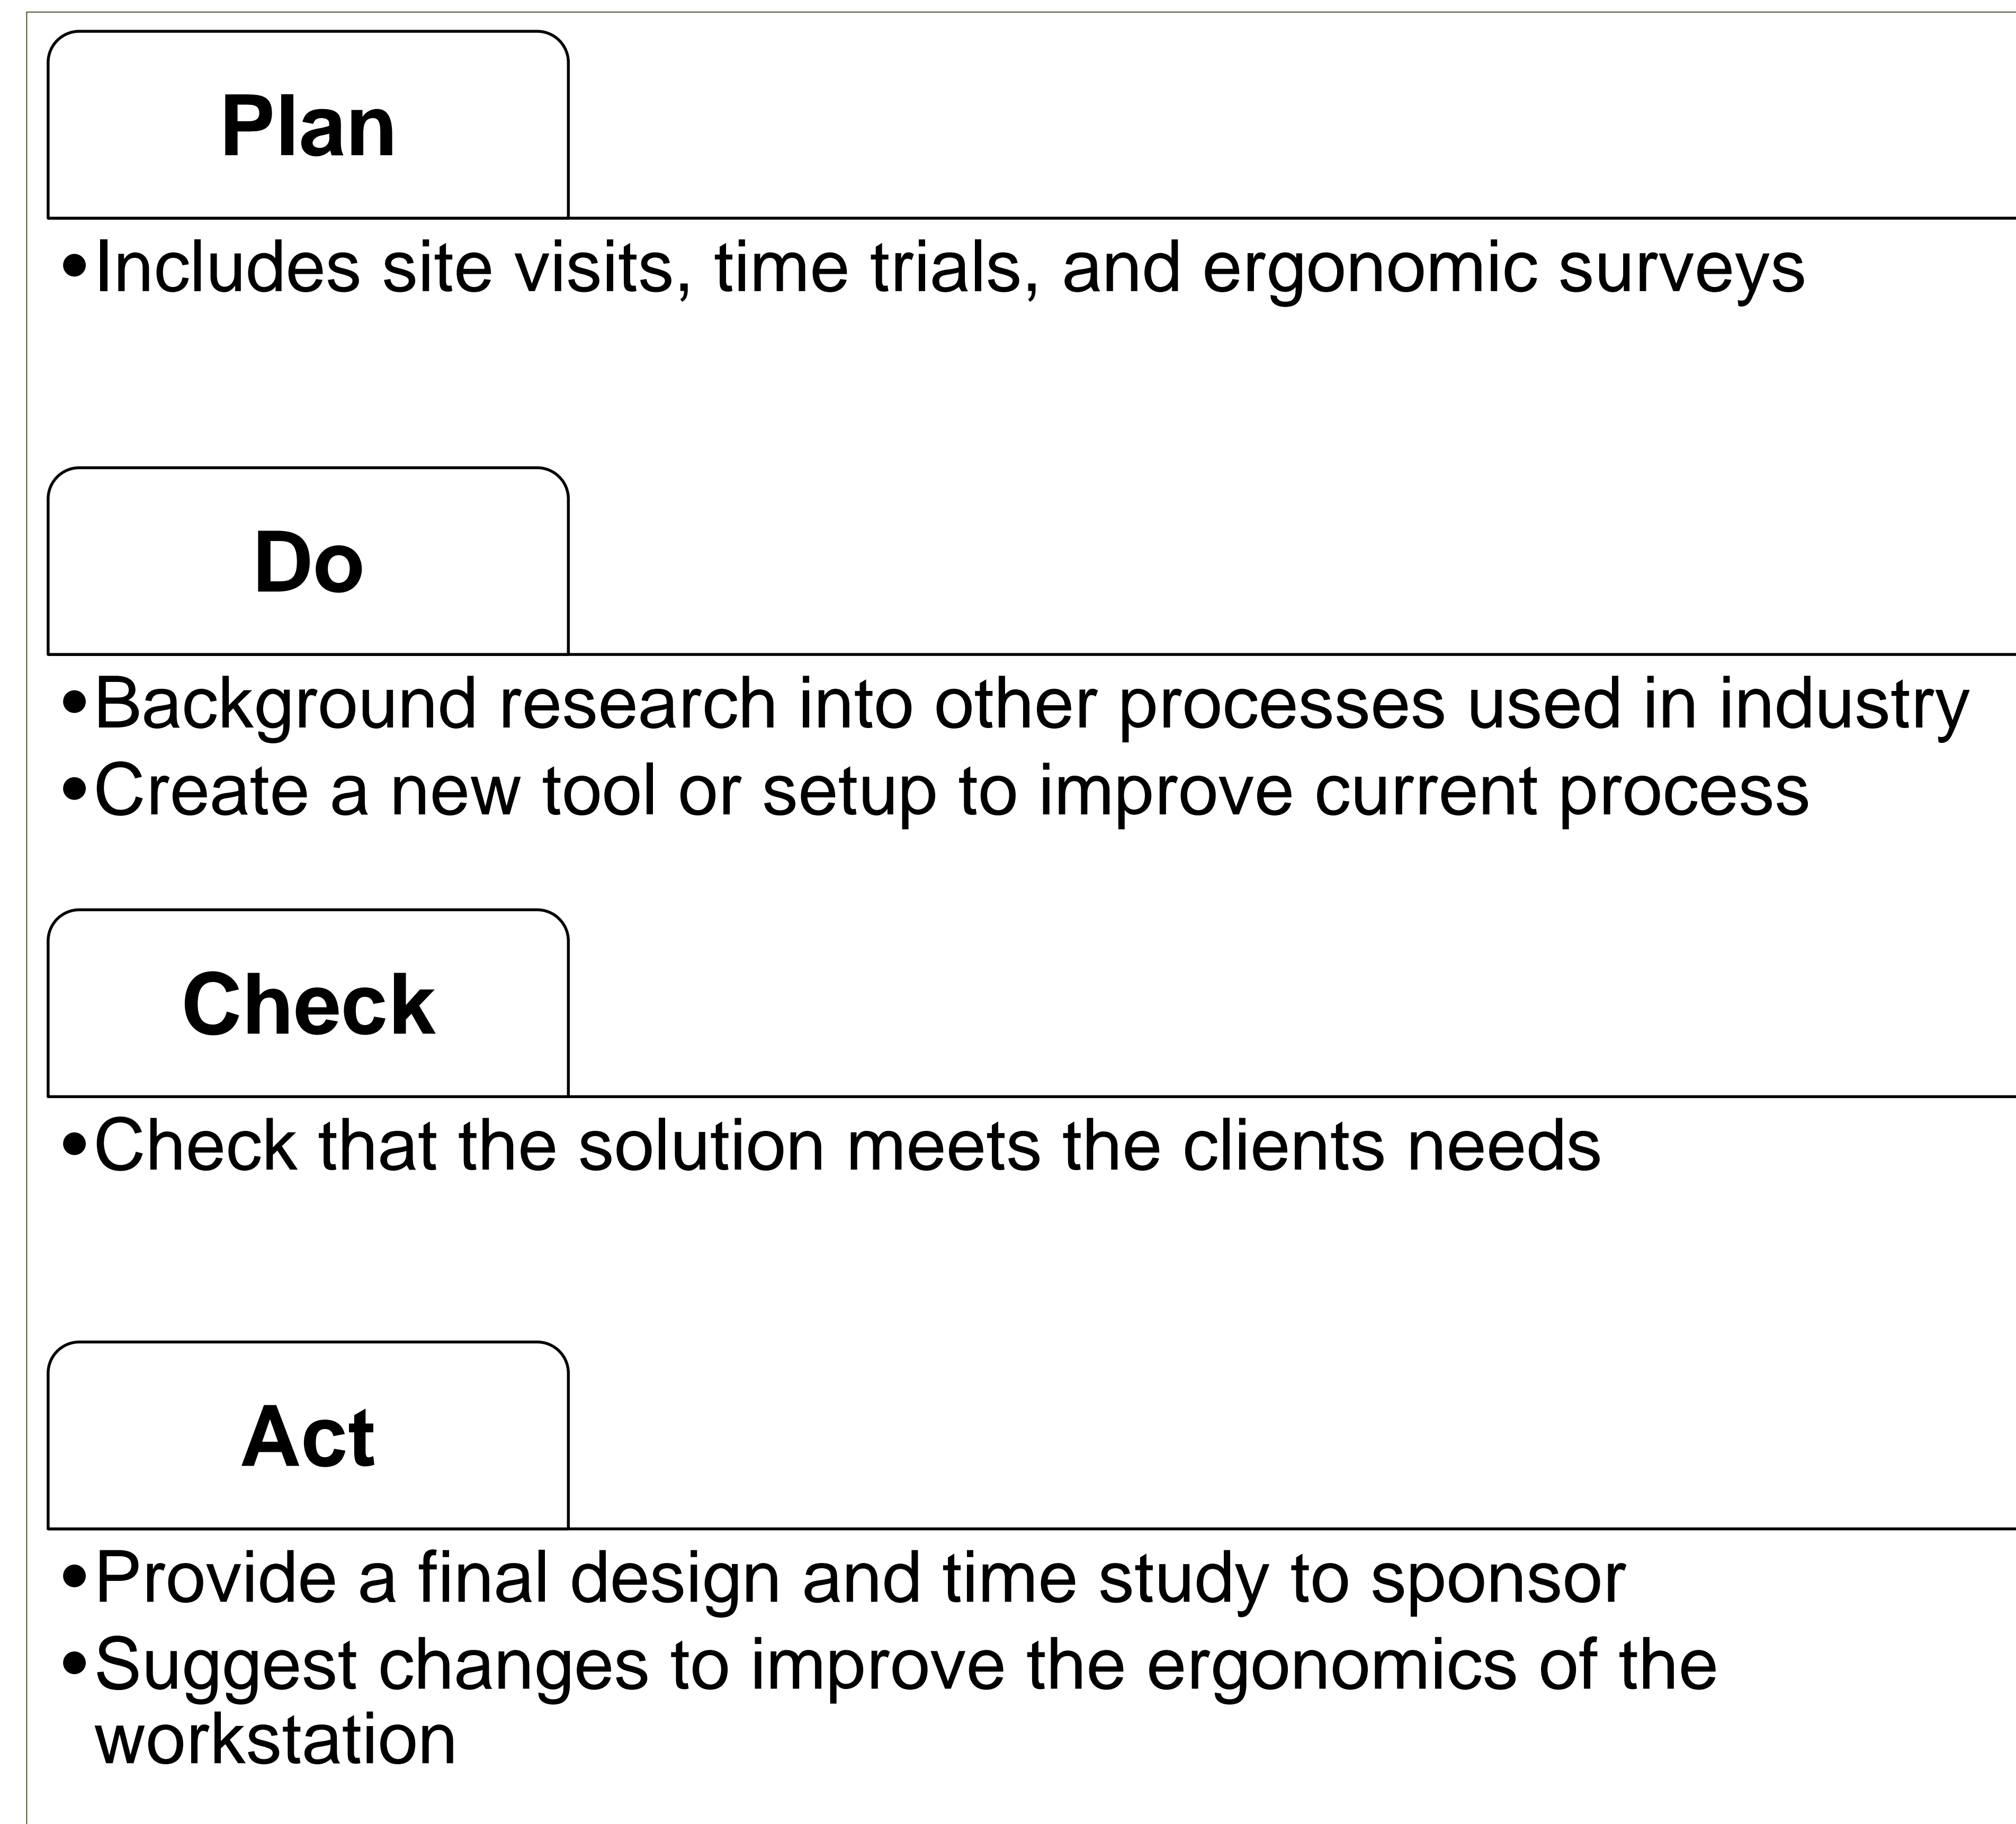 Plan
•Includes site visits, time trials, and ergonomic surveys
Do
•Background research into other processes used in industry
•Create a new tool or setup to improve current process
Check
•Check that the solution meets the clients needs
Act
•Provide a final design and time study to sponsor
•Suggest changes to improve the ergonomics of the
workstation